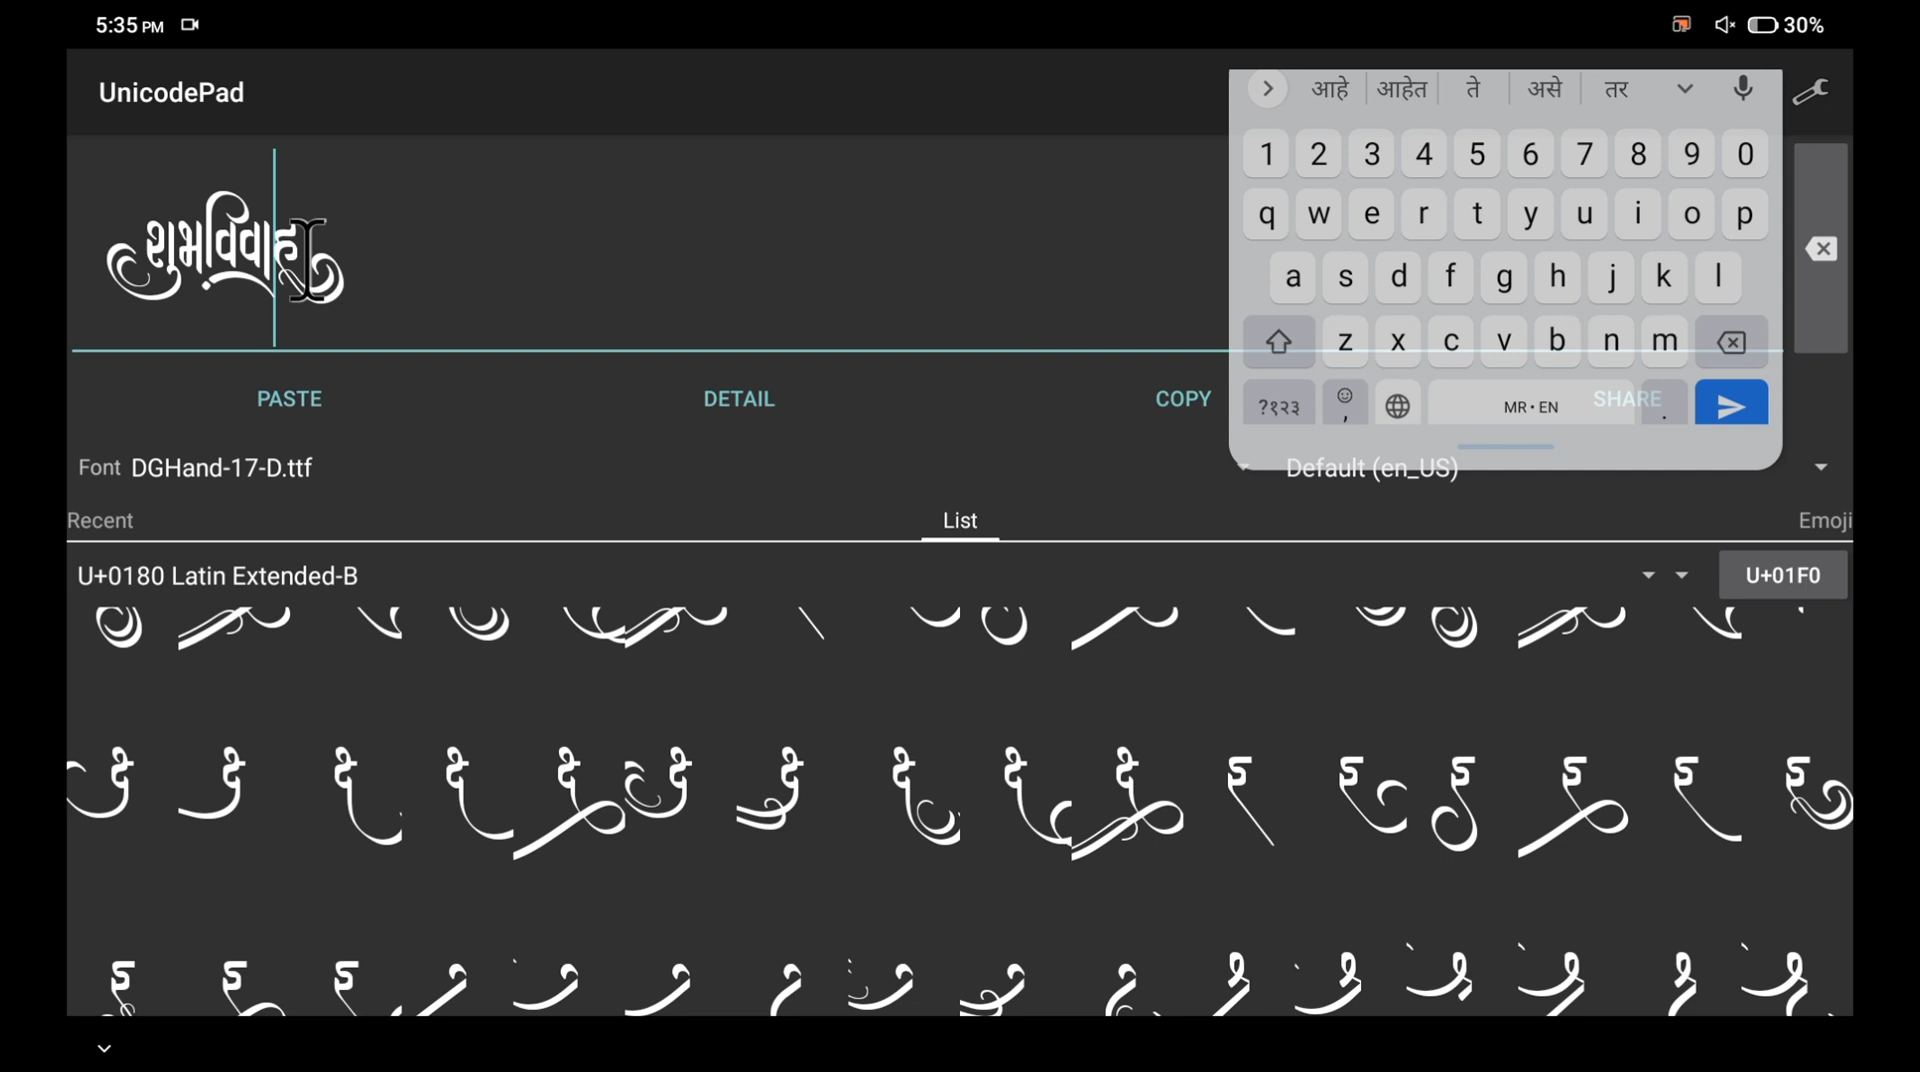 5:35 PM
30%
UnicodePad
आहे आहेत ते असे तर
1 2 3 4 5 6 7 8 9 0
q w e r t y u i o p
a s d f g h j k l
z x c v b n m
?१२३ , MR • EN .
शुभविवाह
PASTE DETAIL COPY SHARE
Font DGHand-17-D.ttf Default (en_US)
Recent List Emoji
U+0180 Latin Extended-B U+01F0